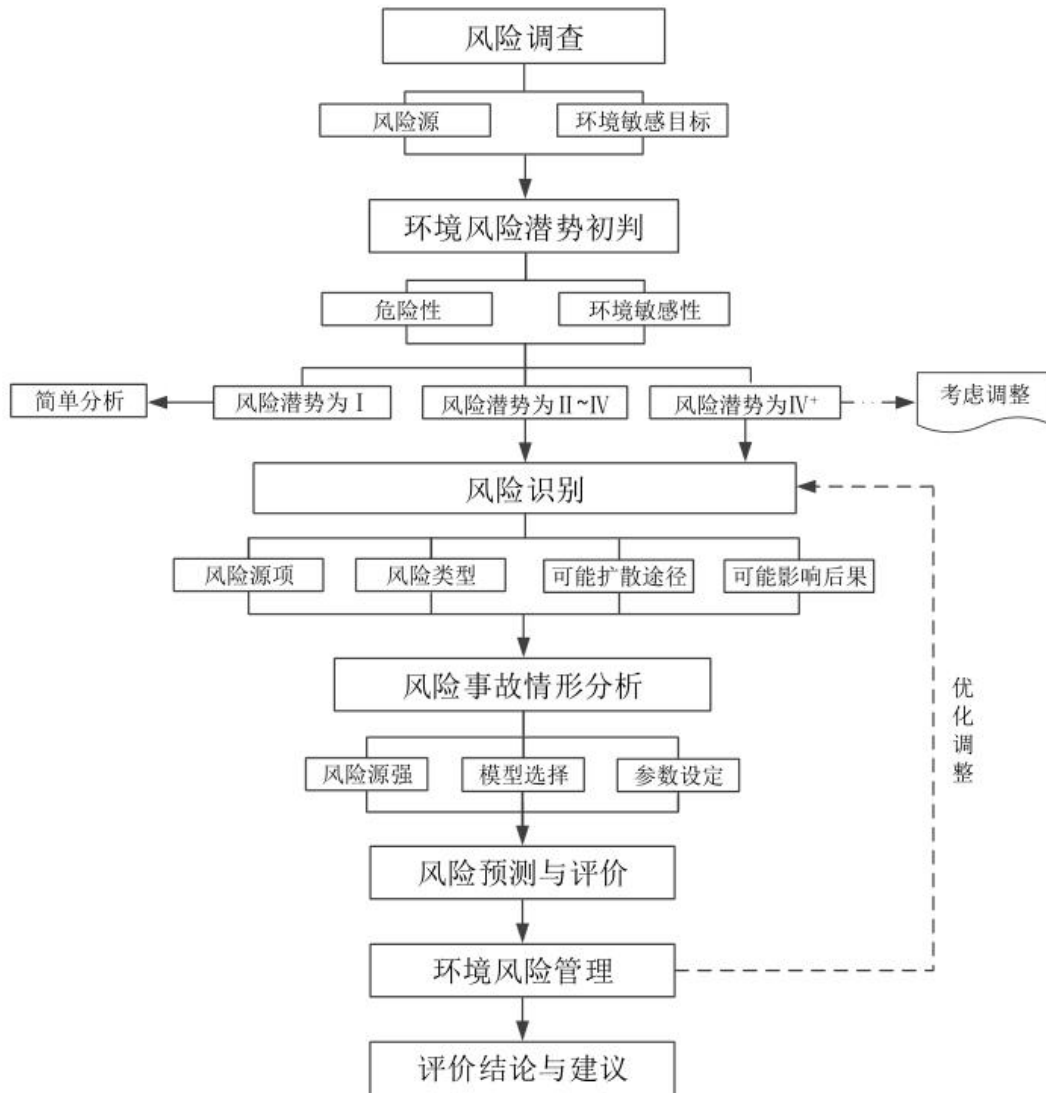 风险调查
风险源
环境敏感目标
环境风险潜势初判
危险性
环境敏感性
简单分析
风险潜势为Ⅰ
风险潜势为Ⅱ~Ⅳ
风险潜势为Ⅳ+
考虑调整
风险识别
风险源项
风险类型
可能扩散途径
可能影响后果
风险事故情形分析
风险源强
模型选择
参数设定
优化调整
风险预测与评价
环境风险管理
评价结论与建议